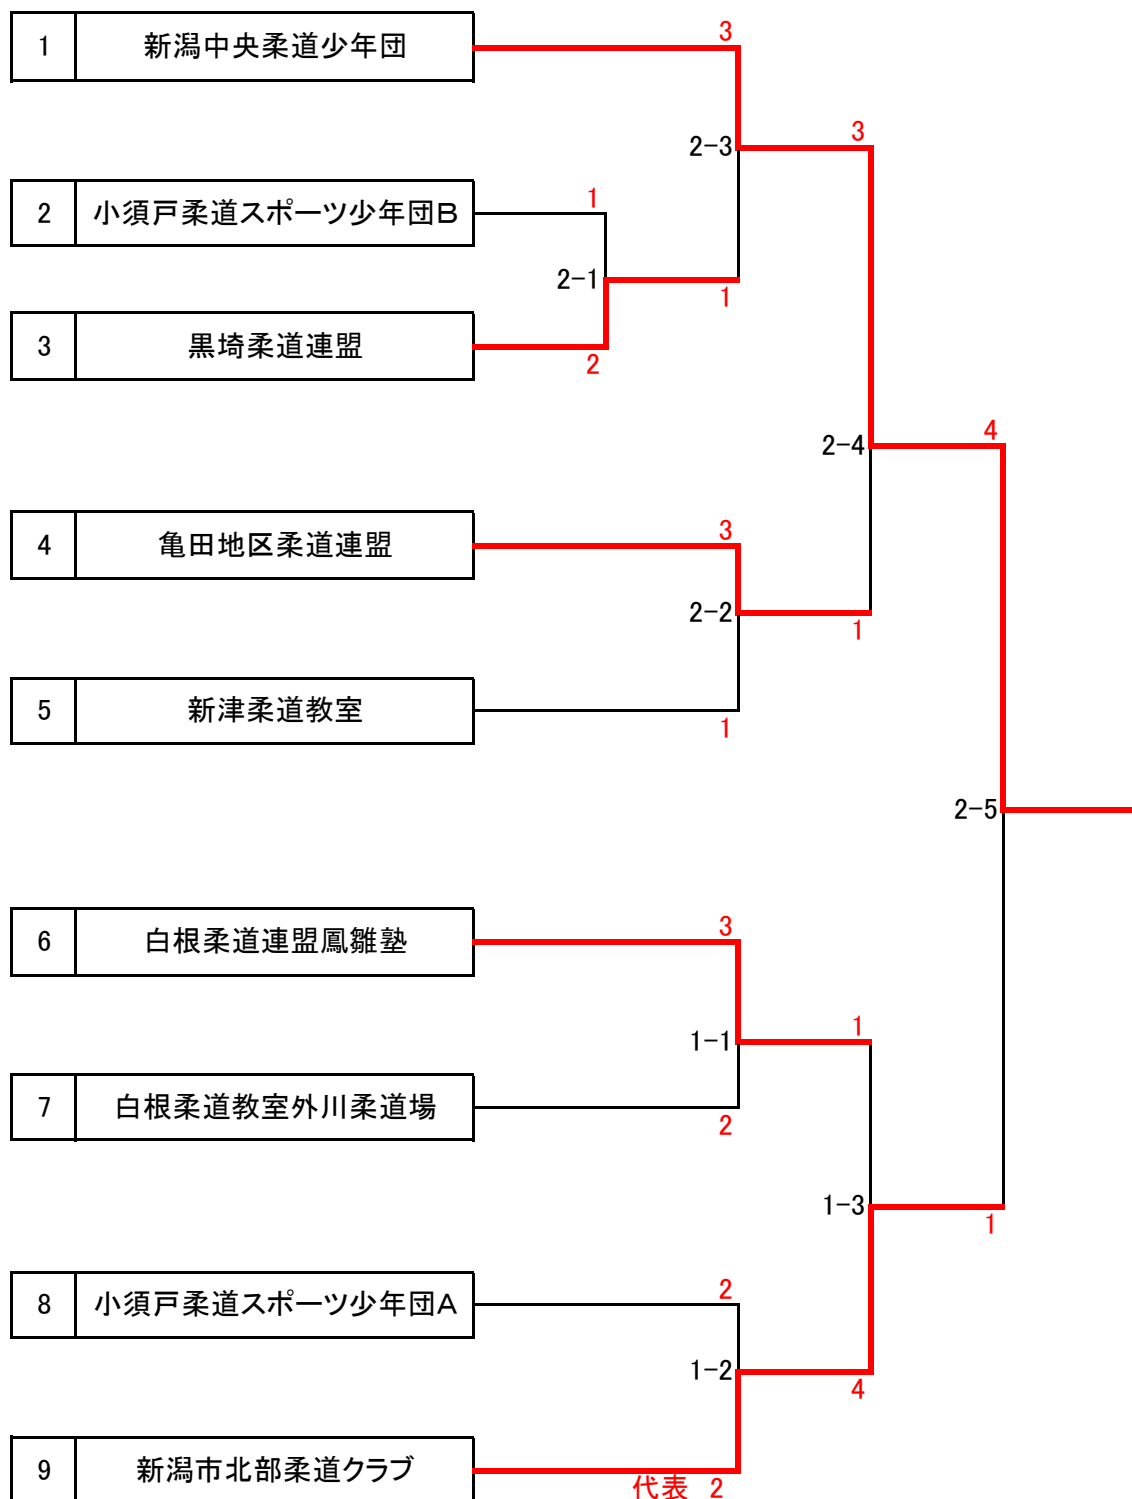 3
1 新潟中央柔道少年団
3
2-3
1
2 小須戸柔道スポーツ少年団B
2-1
1
3 黒埼柔道連盟
2
4
2-4
3
4 亀田地区柔道連盟
2-2
1
5 新津柔道教室
1
2-5
3
6 白根柔道連盟鳳雛塾
1
1-1
7 白根柔道教室外川柔道場
2
1-3
1
2
8 小須戸柔道スポーツ少年団A
1-2
4
9 新潟市北部柔道クラブ
代表 2